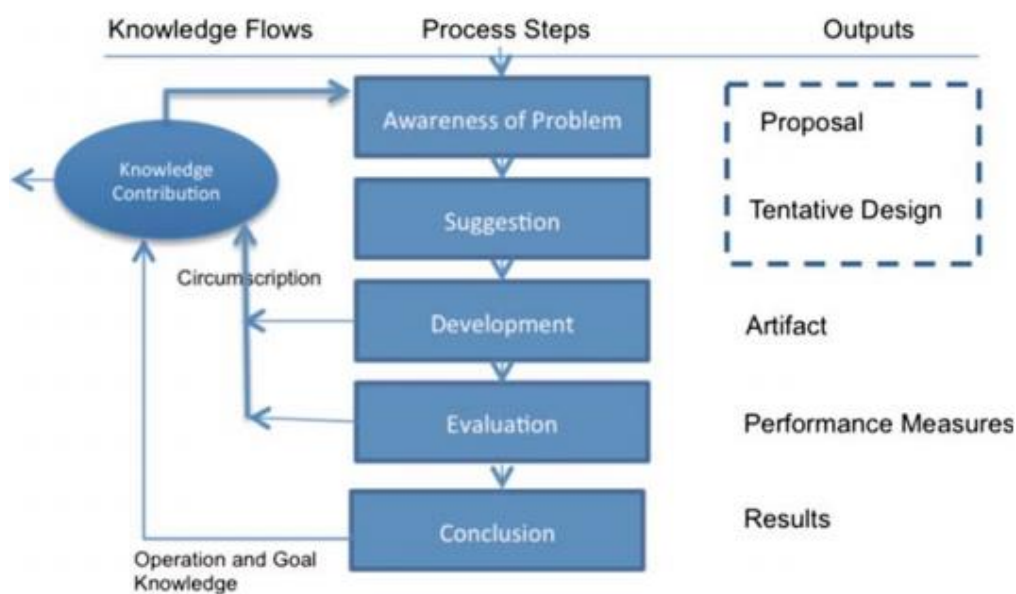 Knowledge Flows
Process Steps
Outputs
Awareness of Problem
Proposal
Knowledge
Contribution
Suggestion
Tentative Design
Circumscription
Development
Artifact
Evaluation
Performance Measures
Conclusion
Results
Operation and Goal
Knowledge